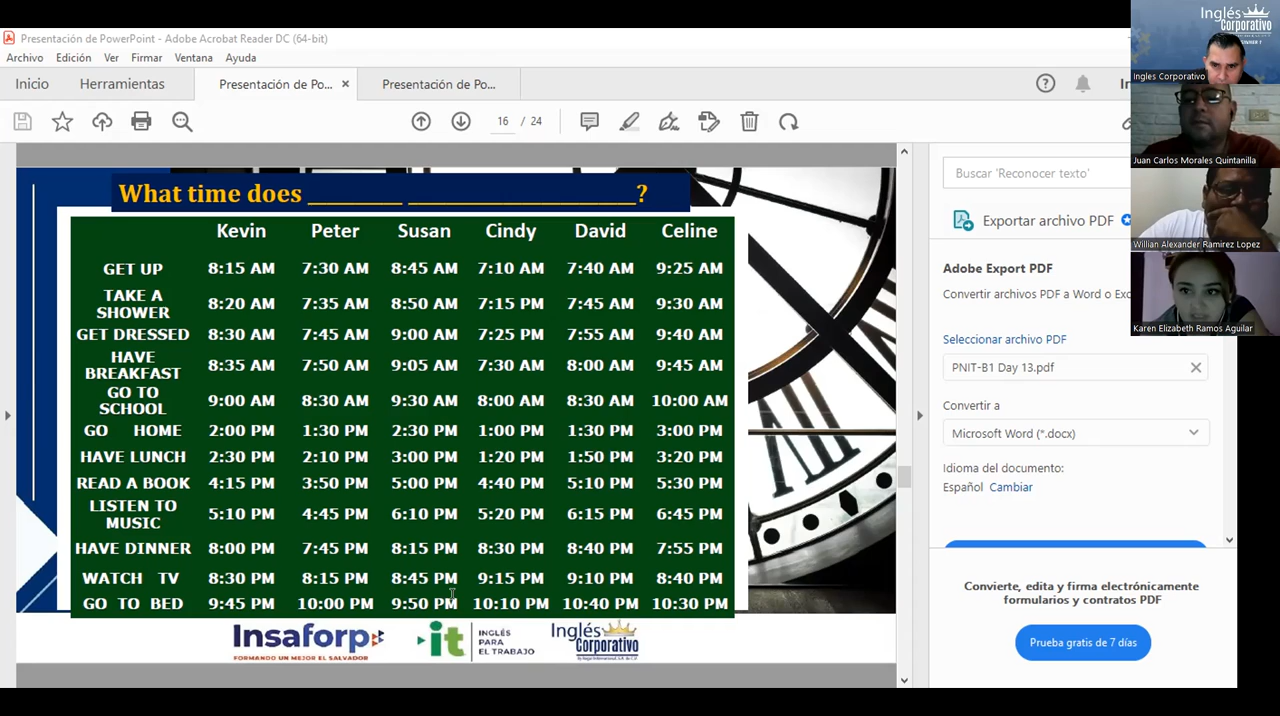 Presentación de PowerPoint - Adobe Acrobat Reader DC (64-bit)
Archivo Edición Ver Firmar Ventana Ayuda
Inicio Herramientas Presentación de Po... × Presentación de Po...
16 / 24
What time does ________ ____________________?
Kevin Peter Susan Cindy David Celine
GET UP 8:15 AM 7:30 AM 8:45 AM 7:10 AM 7:40 AM 9:25 AM
TAKE A
SHOWER 8:20 AM 7:35 AM 8:50 AM 7:15 PM 7:45 AM 9:30 AM
GET DRESSED 8:30 AM 7:45 AM 9:00 AM 7:25 PM 7:55 AM 9:40 AM
HAVE
BREAKFAST 8:35 AM 7:50 AM 9:05 AM 7:30 AM 8:00 AM 9:45 AM
GO TO
SCHOOL 9:00 AM 8:30 AM 9:30 AM 8:00 AM 8:30 AM 10:00 AM
GO HOME 2:00 PM 1:30 PM 2:30 PM 1:00 PM 1:30 PM 3:00 PM
HAVE LUNCH 2:30 PM 2:10 PM 3:00 PM 1:20 PM 1:50 PM 3:20 PM
READ A BOOK 4:15 PM 3:50 PM 5:00 PM 4:40 PM 5:10 PM 5:30 PM
LISTEN TO
MUSIC 5:10 PM 4:45 PM 6:10 PM 5:20 PM 6:15 PM 6:45 PM
HAVE DINNER 8:00 PM 7:45 PM 8:15 PM 8:30 PM 8:40 PM 7:55 PM
WATCH TV 8:30 PM 8:15 PM 8:45 PM 9:15 PM 9:10 PM 8:40 PM
GO TO BED 9:45 PM 10:00 PM 9:50 PM 10:10 PM 10:40 PM 10:30 PM
Insaforp
FORMANDO UN MEJOR EL SALVADOR
it
INGLÉS
PARA
EL TRABAJO
Inglés
Corporativo
Buscar 'Reconocer texto'
Exportar archivo PDF
Adobe Export PDF
Convertir archivos PDF a Word o Exc
Seleccionar archivo PDF
PNIT-B1 Day 13.pdf
Convertir a
Microsoft Word (*.docx)
Idioma del documento:
Español Cambiar
Convierte, edita y firma electrónicamente
formularios y contratos PDF
Prueba gratis de 7 días
Inglés
Corporativo
Ingles Corporativo
Juan Carlos Morales Quintanilla
Willian Alexander Ramirez Lopez
Karen Elizabeth Ramos Aguilar